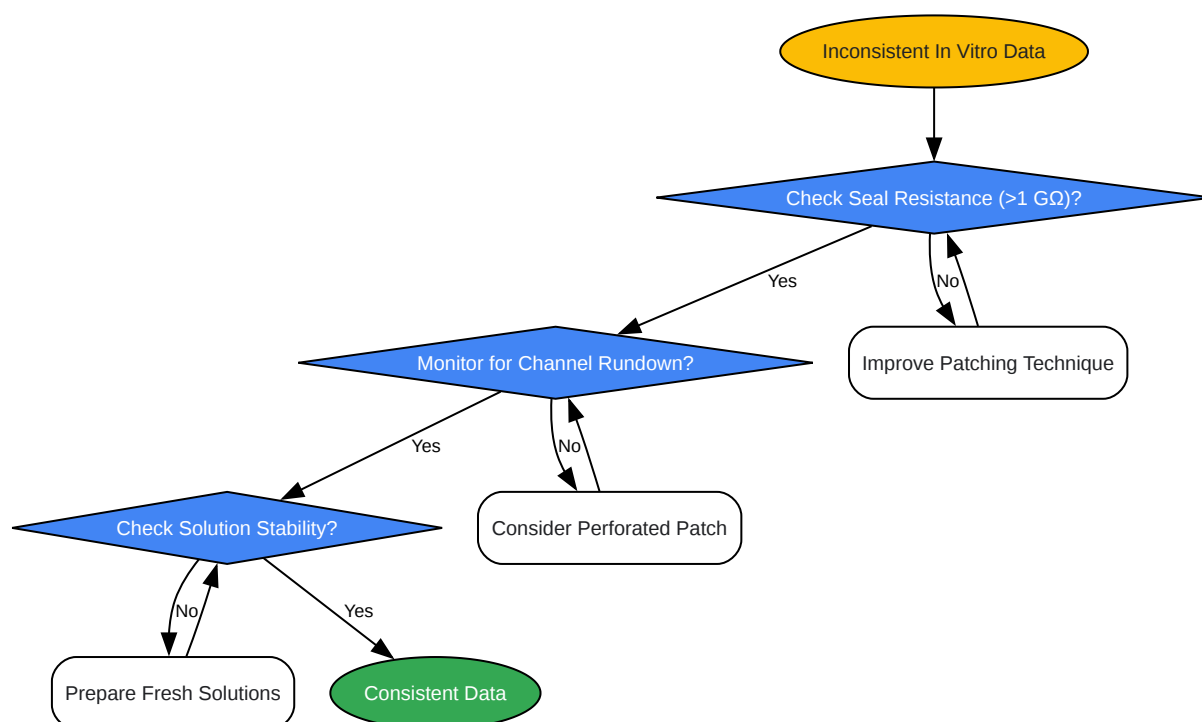 Inconsistent In Vitro Data
Check Seal Resistance (>1 GΩ)?
Yes
No
Monitor for Channel Rundown?
Improve Patching Technique
Yes
No
Check Solution Stability?
Consider Perforated Patch
No
Yes
Prepare Fresh Solutions
Consistent Data